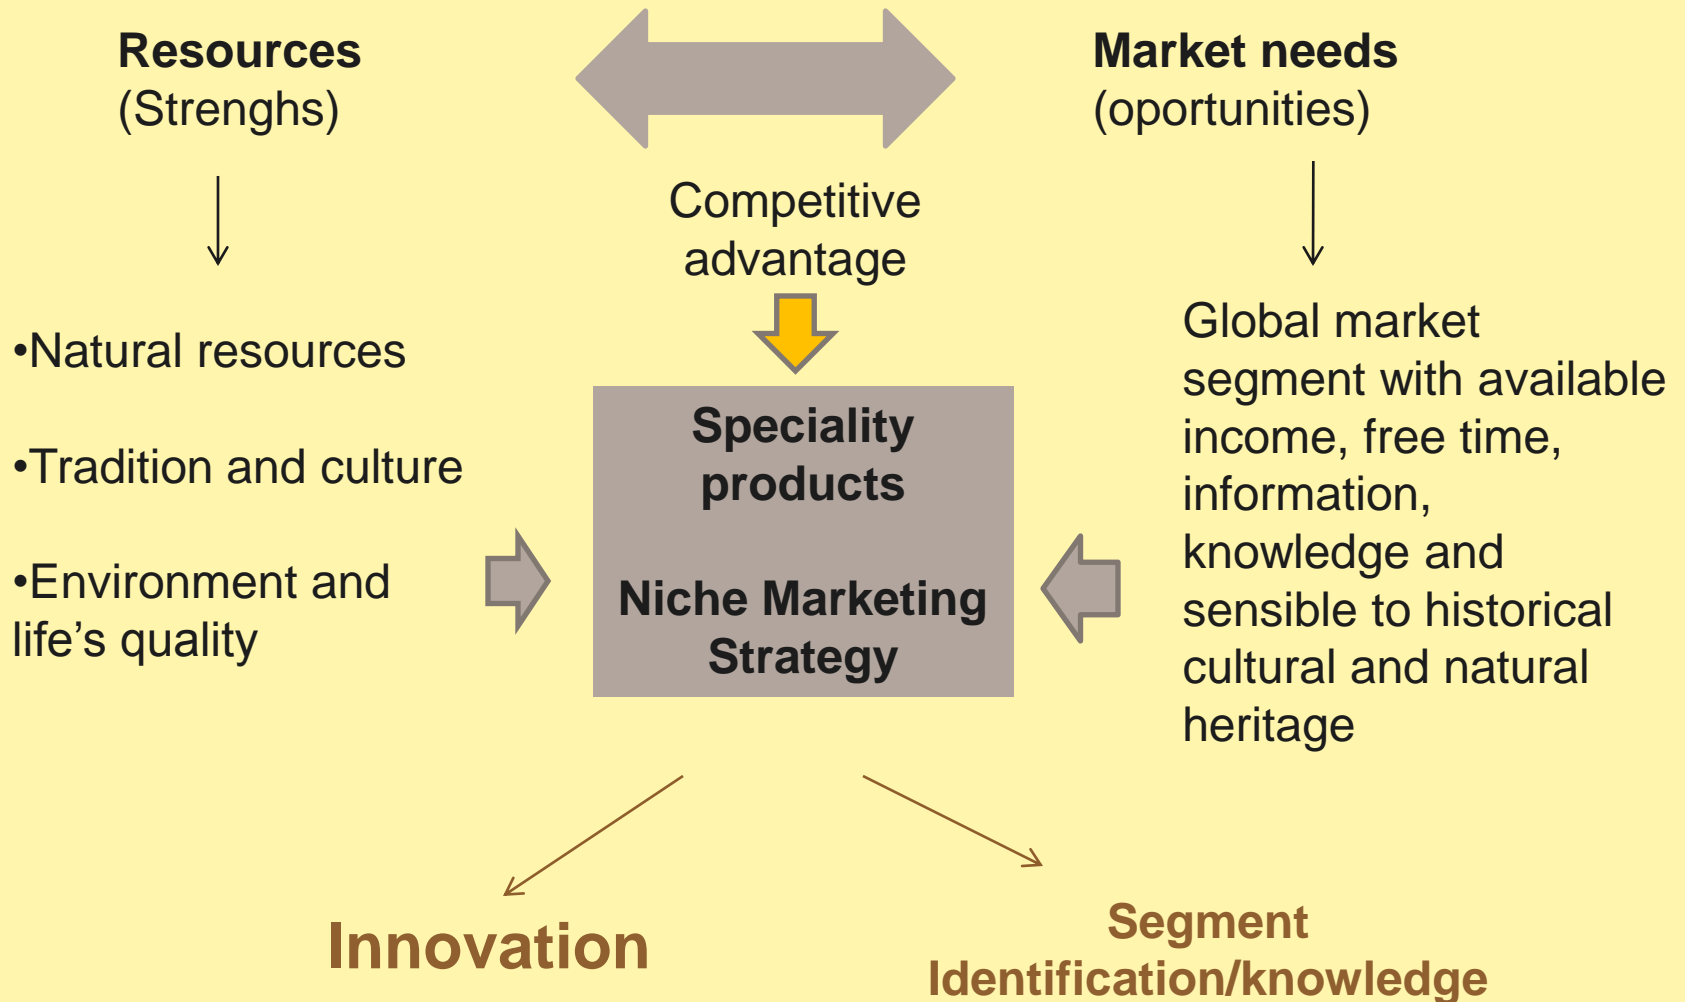 Resources
(Strenghs)
Market needs
(oportunities)
Competitive
advantage
•Natural resources
•Tradition and culture
•Environment and
life’s quality
Speciality
products
Niche Marketing
Strategy
Global market
segment with available
income, free time,
information,
knowledge and
sensible to historical
cultural and natural
heritage
Innovation
Segment
Identification/knowledge